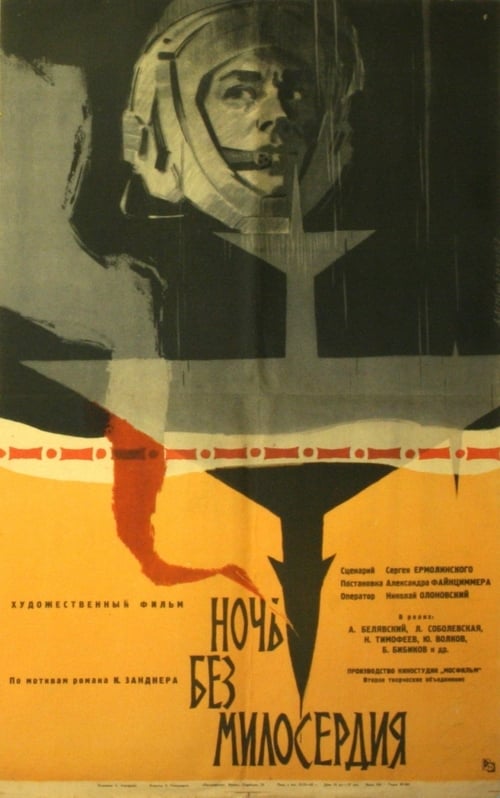 Сценарий Сергея ЕРМОЛИНСКОГО
Постановка Александра ФАЙНЦИММЕРА
Оператор Николай ОЛОНОВСКИЙ
ХУДОЖЕСТВЕННЫЙ ФИЛЬМ
В ролях:
А. БЕЛЯВСКИЙ, Л. СОБОЛЕВСКАЯ,
Н. ТИМОФЕЕВ, Ю. ВОЛКОВ,
Б. БИБИКОВ и др.
По мотивам романа К. ЗАНДНЕРА
ПРОИЗВОДСТВО КИНОСТУДИИ „МОСФИЛЬМ"
Второе творческое объединение
НОЧЬ
БЕЗ
МИЛОСЕРДИЯ